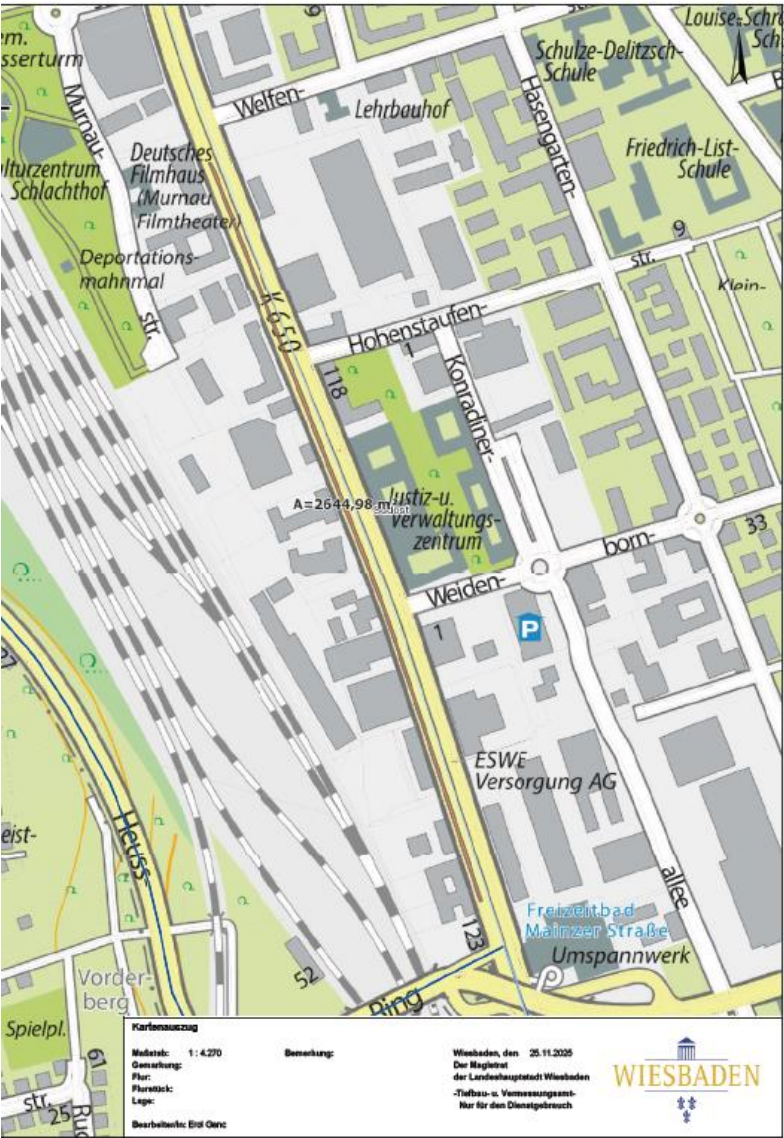 em.
sserturm
9
Louise-Schr
Sch
Schulze-Delitzsch-
Schule
Murnau-
Welfen-
Lehrbauhof
Hasengarten-
ulturzentrum
Schlachthof
Deutsches
Filmhaus
(Murnau
Filmtheater)
Friedrich-List-
Schule
9
Deportations-
mahnmal
str.
str.
Klein-
K 650
Hohenstaufen-
1
118
Konradiner-
A=2644,98 m
Justiz-u.
Verwaltungs-
zentrum
33
born-
Weiden-
1
P
27
ESWE
Versorgung AG
eist-
Heuss-
allee
Freizeitbad
Mainzer Straße
123
Umspannwerk
52
Vorder-
berg
Ring
Spielpl.
61
str.
25
Kartenauszug
Maßstab: 1 : 4.270
Bemerkung:
Gemarkung:
Flur:
Flurstück:
Lage:
Bearbeiter/in: Erol Genc
Wiesbaden, den 25.11.2025
Der Magistrat
der Landeshauptstadt Wiesbaden
-Tiefbau- u. Vermessungsamt-
Nur für den Dienstgebrauch
WIESBADEN